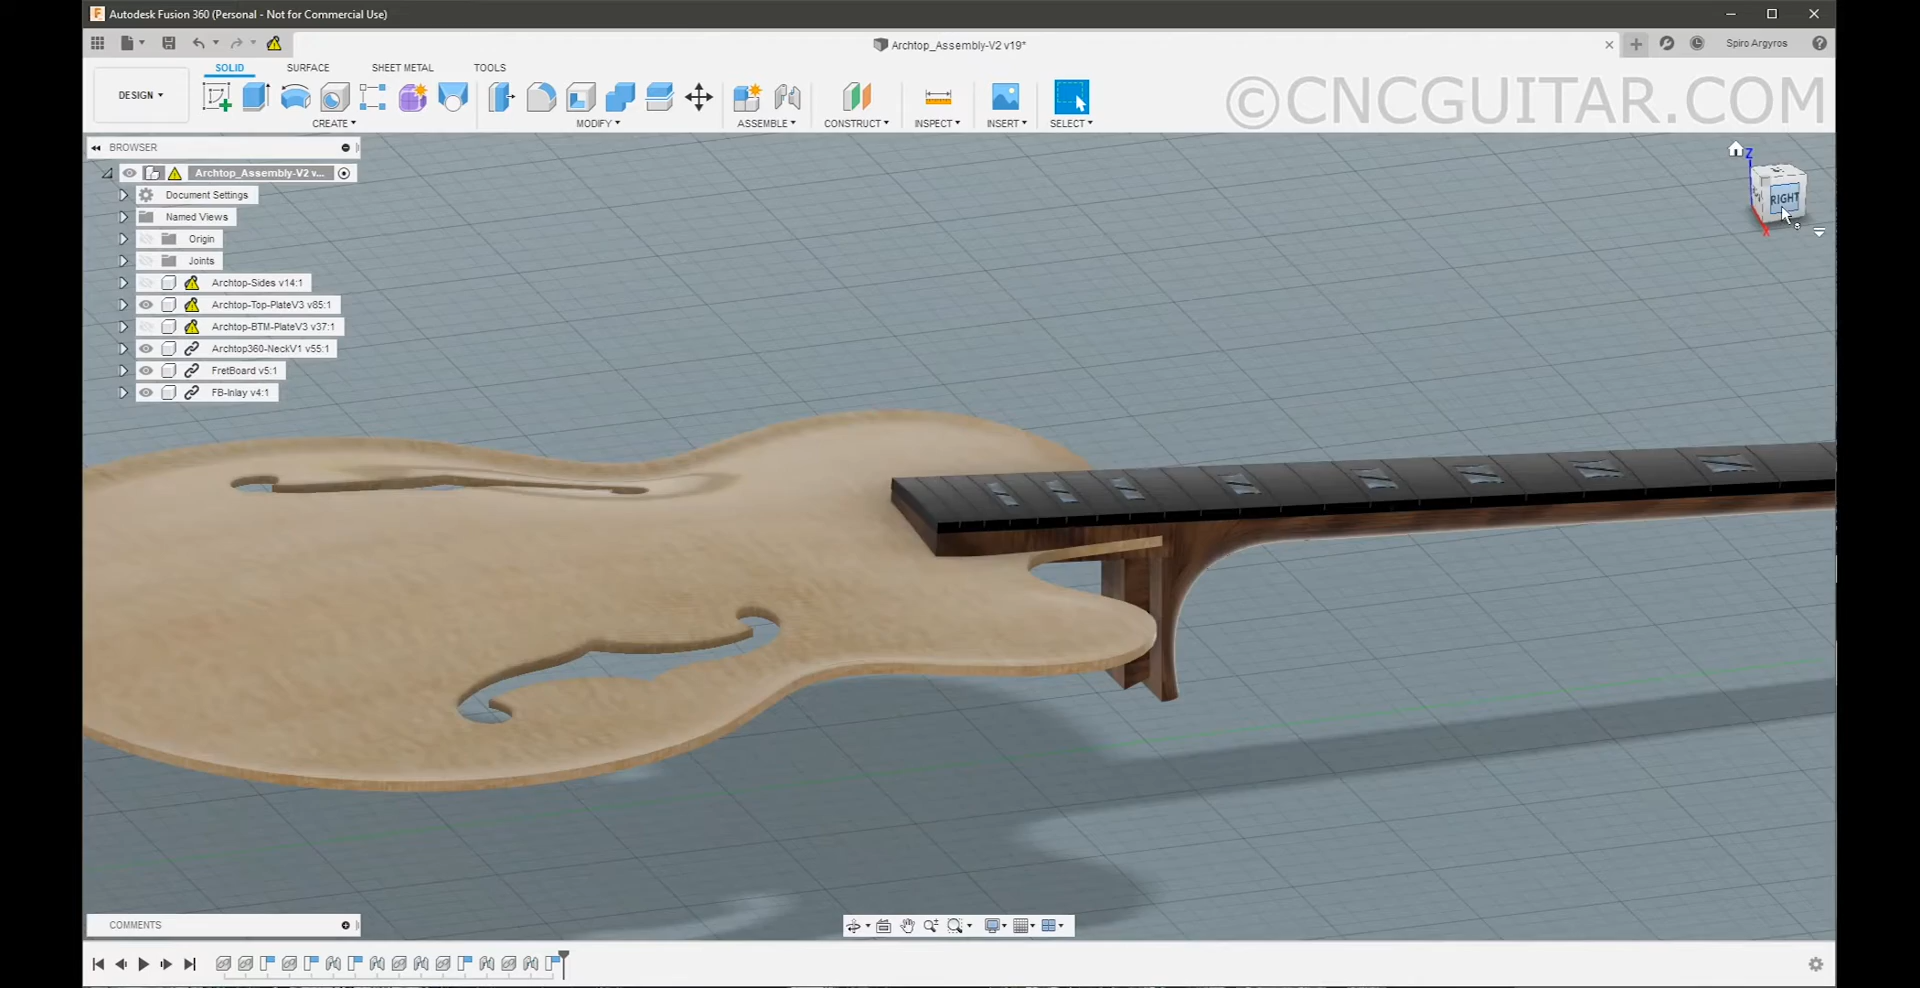 Autodesk Fusion 360 (Personal - Not for Commercial Use)
Archtop_Assembly-V2 v19*
Spiro Argyros
SOLID SURFACE SHEET METAL TOOLS
DESIGN
CREATE MODIFY ASSEMBLE CONSTRUCT INSPECT INSERT SELECT
©CNCGUITAR.COM
BROWSER
Archtop_Assembly-V2 v...
Document Settings
Named Views
Origin
Joints
Archtop-Sides v14:1
Archtop-Top-PlateV3 v85:1
Archtop-BTM-PlateV3 v37:1
Archtop360-NeckV1 v55:1
FretBoard v5:1
FB-Inlay v4:1
Z
RIGHT
X
COMMENTS